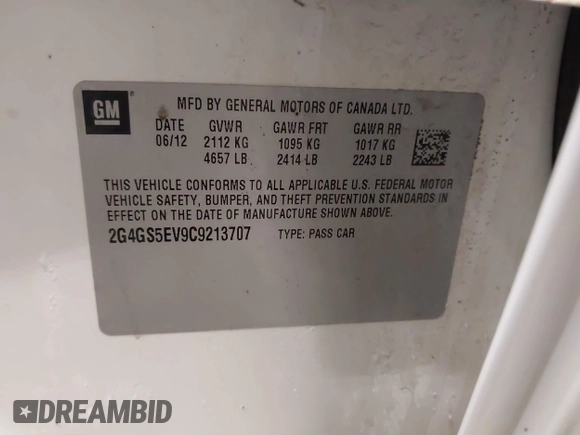 GM
MFD BY GENERAL MOTORS OF CANADA LTD.
DATE GVWR GAWR FRT GAWR RR
06/12 2112 KG 1095 KG 1017 KG
4657 LB 2414 LB 2243 LB
THIS VEHICLE CONFORMS TO ALL APPLICABLE U.S. FEDERAL MOTOR
VEHICLE SAFETY, BUMPER, AND THEFT PREVENTION STANDARDS IN
EFFECT ON THE DATE OF MANUFACTURE SHOWN ABOVE.
2G4GS5EV9C9213707 TYPE: PASS CAR
DREAMBID